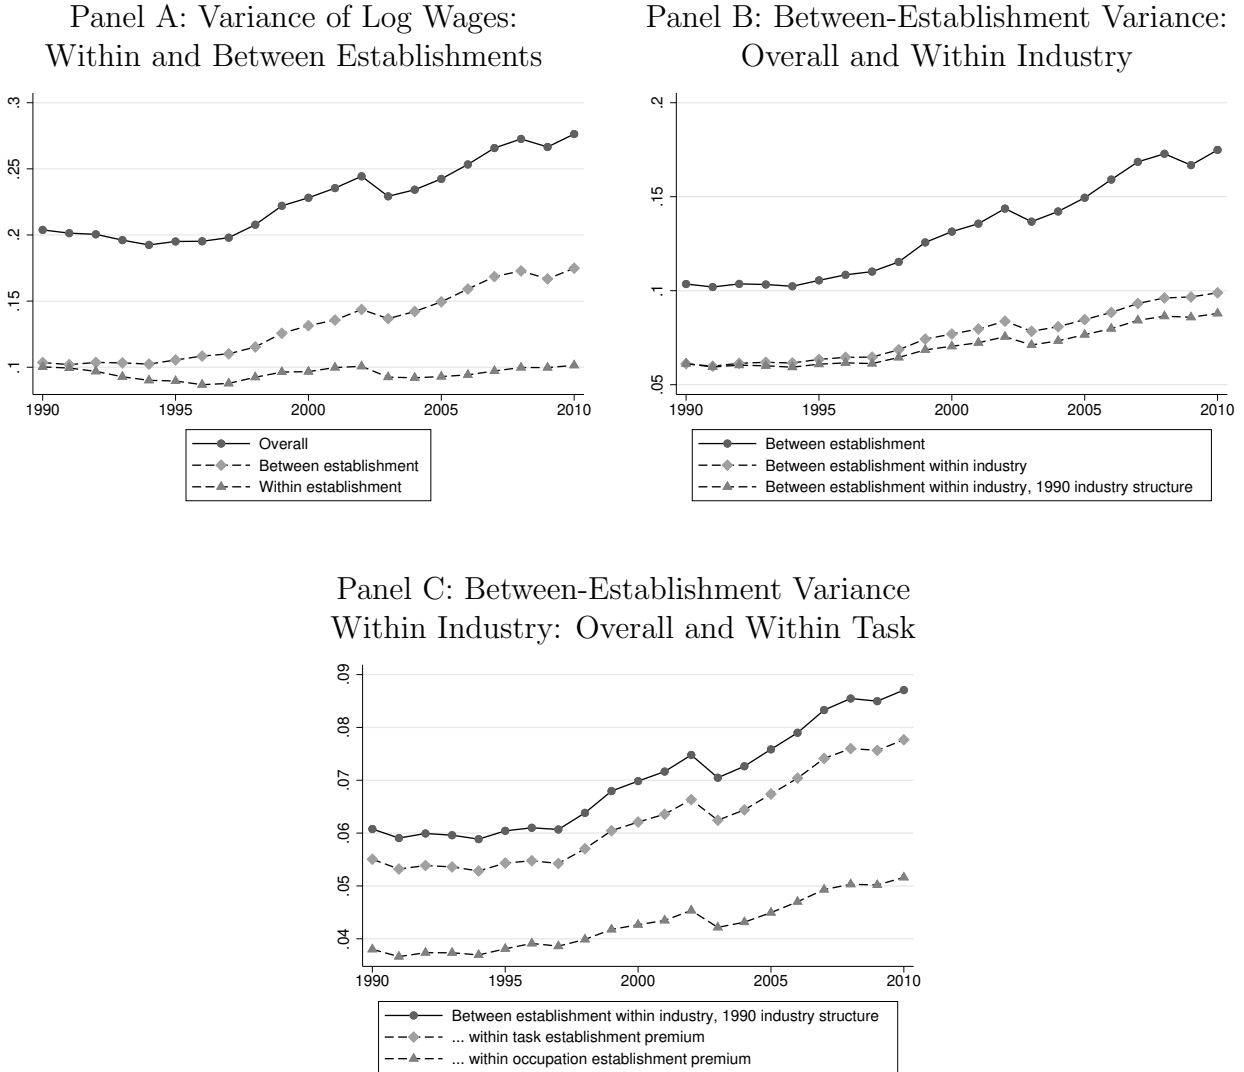 Panel A: Variance of Log Wages:
Within and Between Establishments
.3
.25
.2
.15
.1
1990 1995 2000 2005 2010
Overall
Between establishment
Within establishment
Panel B: Between-Establishment Variance:
Overall and Within Industry
.2
.15
.1
.05
1990 1995 2000 2005 2010
Between establishment
Between establishment within industry
Between establishment within industry, 1990 industry structure
Panel C: Between-Establishment Variance
Within Industry: Overall and Within Task
.09
.08
.07
.06
.05
.04
1990 1995 2000 2005 2010
Between establishment within industry, 1990 industry structure
... within task establishment premium
... within occupation establishment premium